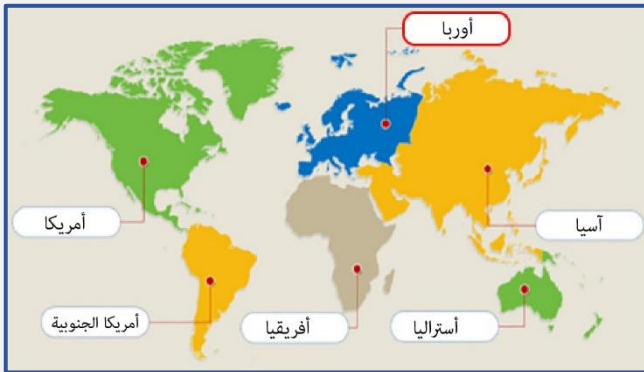 أوربا
أمريكا
آسيا
أمريكا الجنوبية
أفريقيا
أستراليا